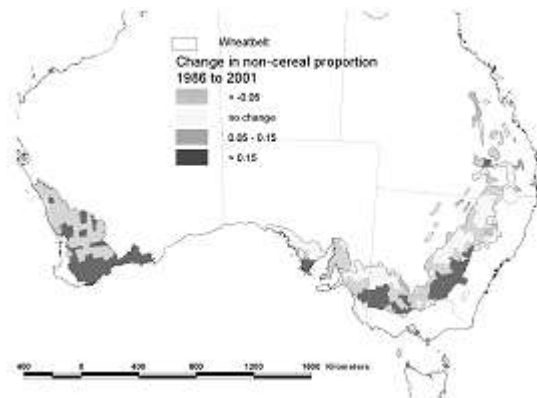 Wheatbelt
Change in non-cereal proportion
1986 to 2001
< -0.05
no change
0.05 - 0.15
> 0.15
400 0 400 800 1200 1600 Kilometers